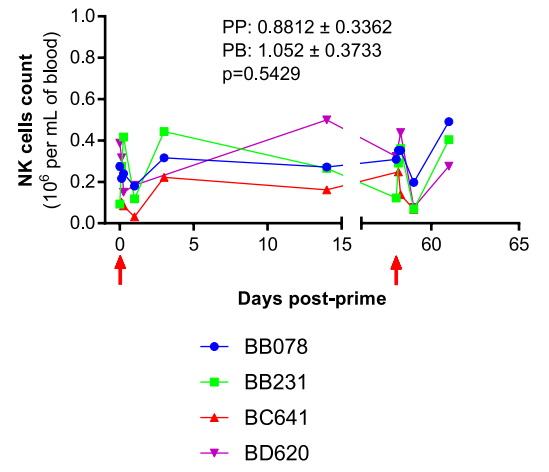 PP: 0.8812 ± 0.3362
PB: 1.052 ± 0.3733
p=0.5429
NK cells count
(10⁶ per mL of blood)
1.0
0.8
0.6
0.4
0.2
0.0
0 5 10 15 60 65
Days post-prime
BB078
BB231
BC641
BD620